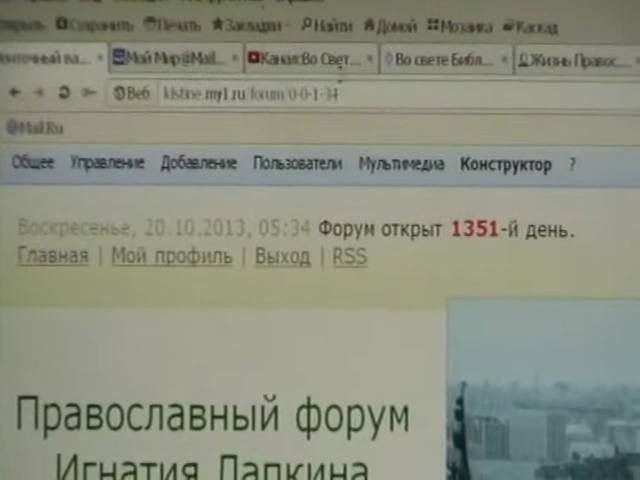 Сохранить Печать Закладки Найти Домой Мозаика Каскад
Мой Мир@Mail... Канал:Во Свет... Во свете Библ... Жизнь Правос...
Веб kistine.my1.ru/forum/0-0-1-34
@Mail.Ru
Общее Управление Добавление Пользователи Мультимедиа Конструктор ?
Воскресенье, 20.10.2013, 05:34 Форум открыт 1351-й день.
Главная | Мой профиль | Выход | RSS
Православный форум
Игнатия Лапкина